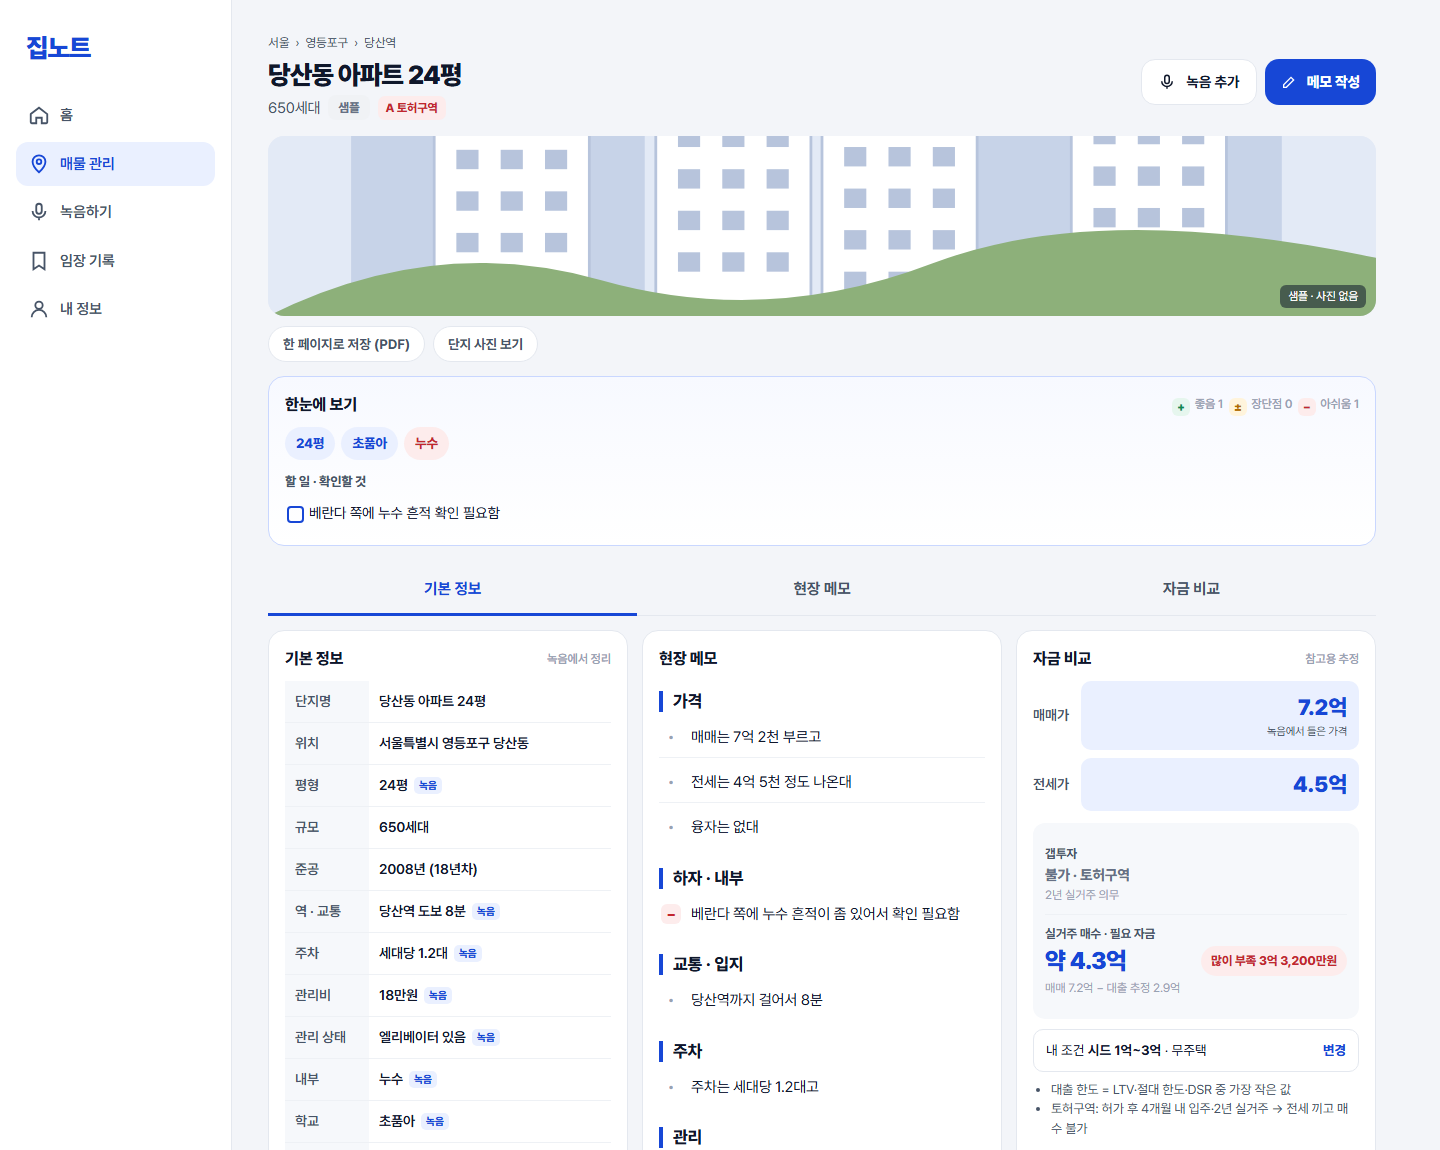 집노트
홈
매물 관리
녹음하기
임장 기록
내 정보
서울 › 영등포구 › 당산역
당산동 아파트 24평
650세대 샘플 A 토허구역
녹음 추가
메모 작성
샘플 · 사진 없음
한 페이지로 저장 (PDF)
단지 사진 보기
한눈에 보기
+ 좋음 1 ± 장단점 0 − 아쉬움 1
24평 초품아 누수
할 일 · 확인할 것
베란다 쪽에 누수 흔적 확인 필요함
기본 정보
현장 메모
자금 비교
기본 정보
녹음에서 정리
단지명 당산동 아파트 24평
위치 서울특별시 영등포구 당산동
평형 24평 녹음
규모 650세대
준공 2008년 (18년차)
역 · 교통 당산역 도보 8분 녹음
주차 세대당 1.2대 녹음
관리비 18만원 녹음
관리 상태 엘리베이터 있음 녹음
내부 누수 녹음
학교 초품아 녹음
현장 메모
가격
• 매매는 7억 2천 부르고
• 전세는 4억 5천 정도 나온대
• 융자는 없대
하자 · 내부
− 베란다 쪽에 누수 흔적이 좀 있어서 확인 필요함
교통 · 입지
• 당산역까지 걸어서 8분
주차
• 주차는 세대당 1.2대고
관리
자금 비교
참고용 추정
매매가 7.2억
녹음에서 들은 가격
전세가 4.5억
갭투자
불가 · 토허구역
2년 실거주 의무
실거주 매수 · 필요 자금
약 4.3억 많이 부족 3억 3,200만원
매매 7.2억 − 대출 추정 2.9억
내 조건 시드 1억~3억 · 무주택 변경
• 대출 한도 = LTV·절대 한도·DSR 중 가장 작은 값
• 토허구역: 허가 후 4개월 내 입주·2년 실거주 → 전세 끼고 매
수 불가